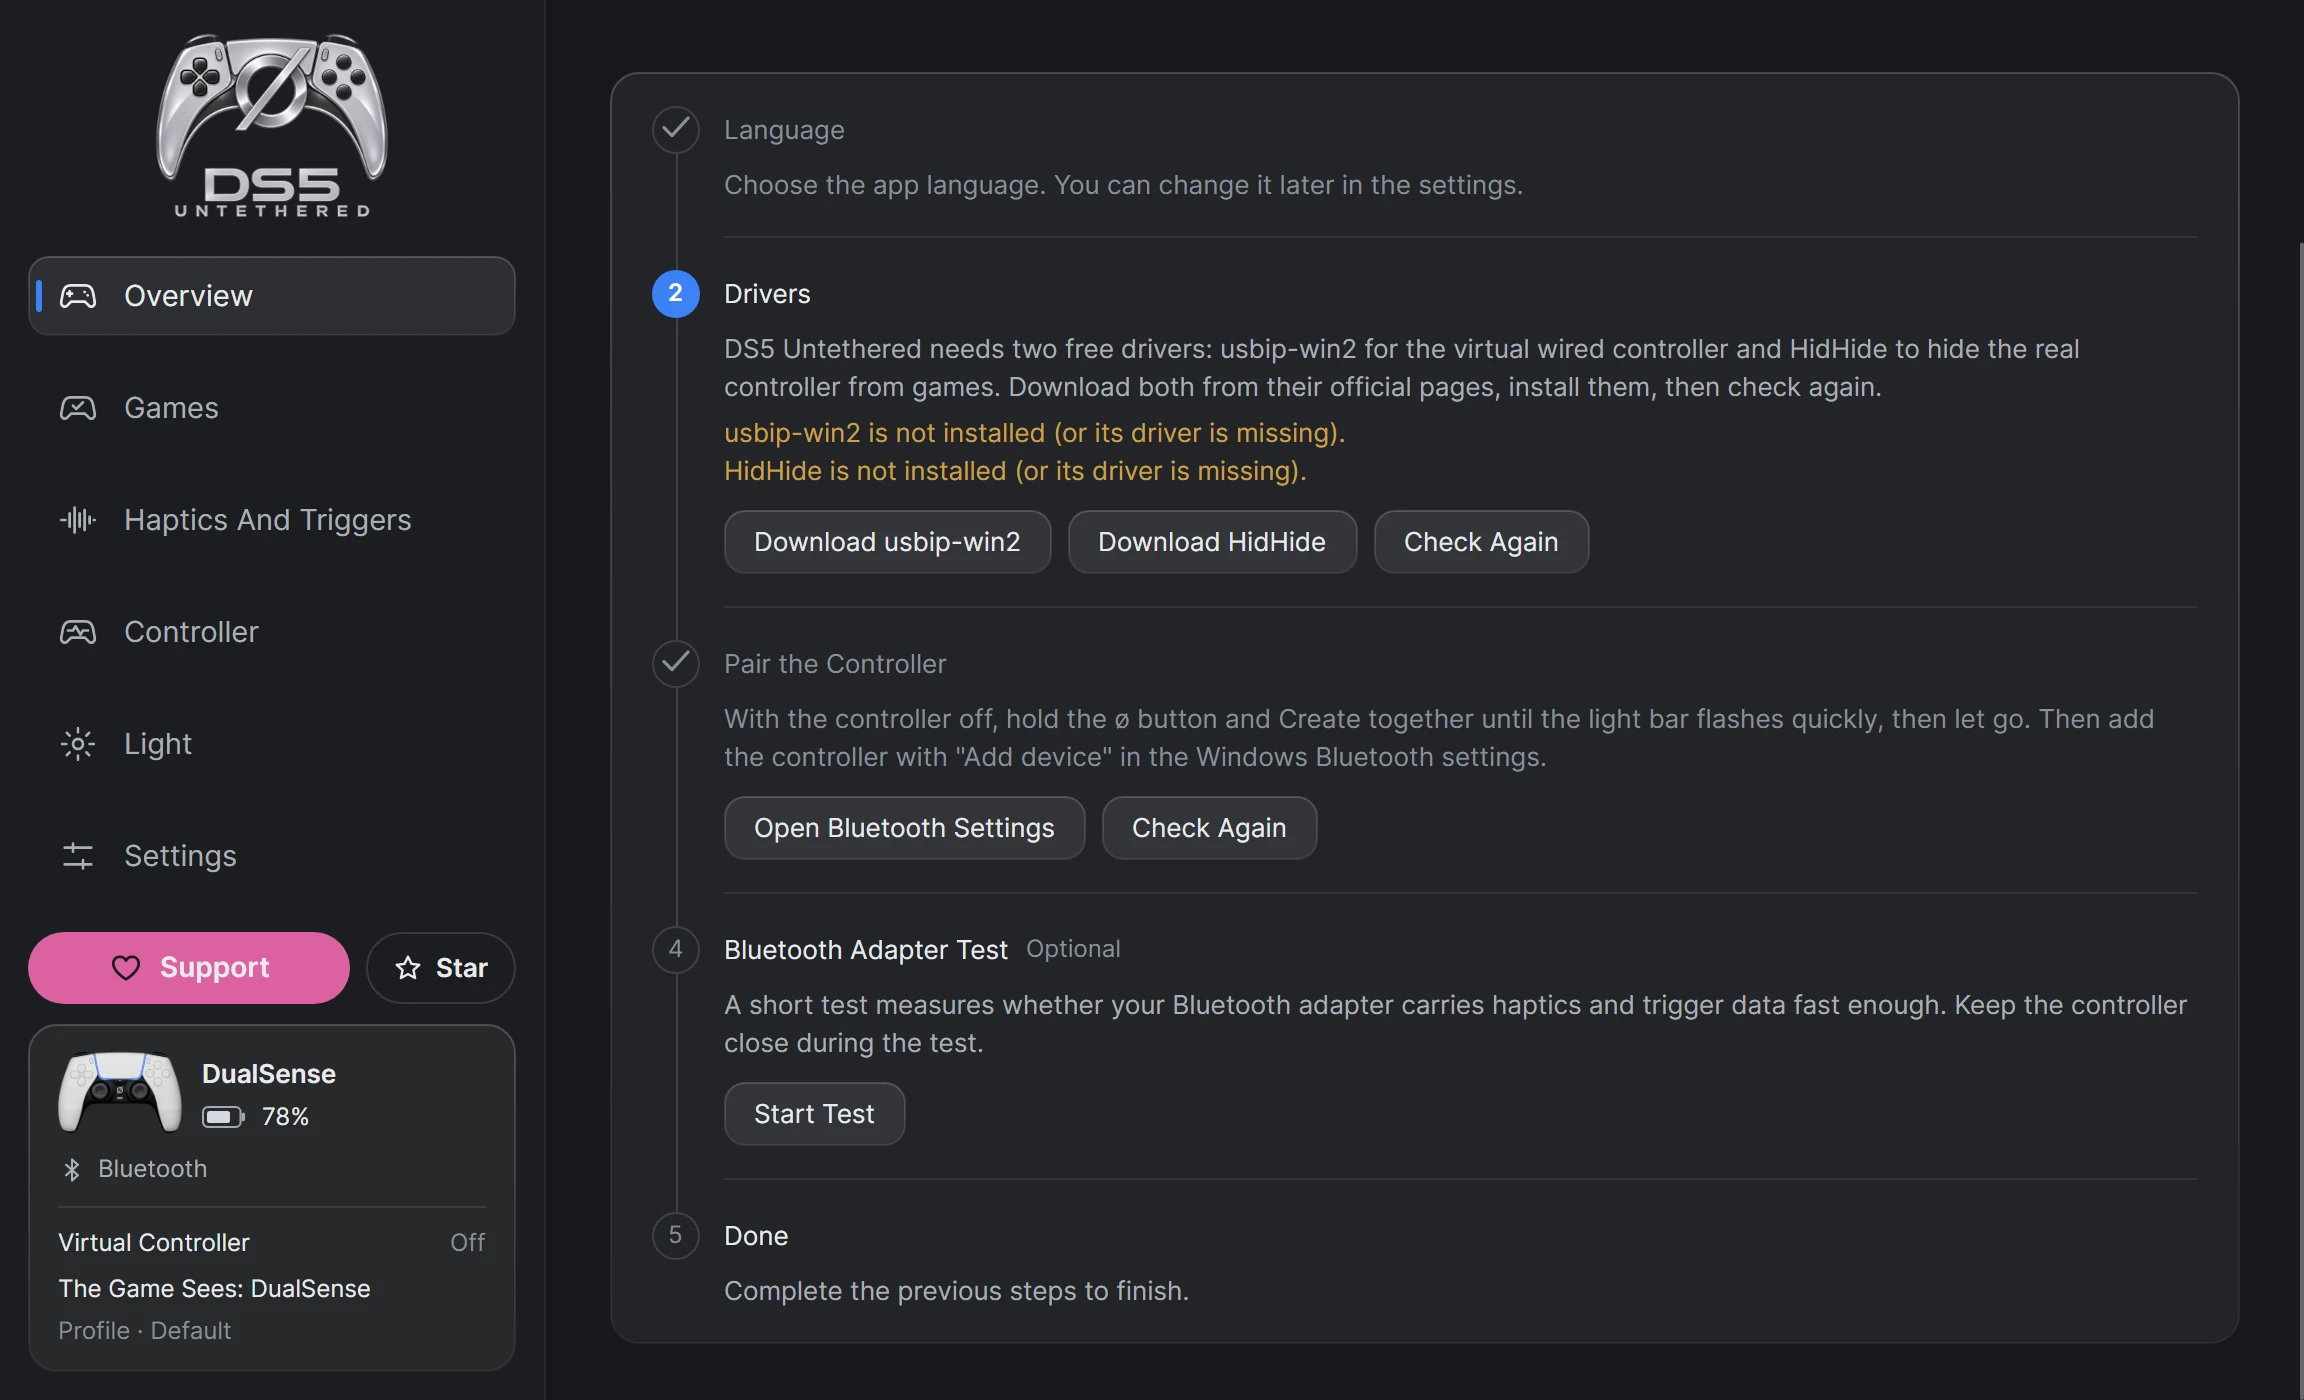 DS5
UNTETHERED
Overview
Games
Haptics And Triggers
Controller
Light
Settings
Support
Star
DualSense
78%
Bluetooth
Virtual Controller Off
The Game Sees: DualSense
Profile · Default
Language
Choose the app language. You can change it later in the settings.
2 Drivers
DS5 Untethered needs two free drivers: usbip-win2 for the virtual wired controller and HidHide to hide the real
controller from games. Download both from their official pages, install them, then check again.
usbip-win2 is not installed (or its driver is missing).
HidHide is not installed (or its driver is missing).
Download usbip-win2 Download HidHide Check Again
Pair the Controller
With the controller off, hold the ø button and Create together until the light bar flashes quickly, then let go. Then add
the controller with "Add device" in the Windows Bluetooth settings.
Open Bluetooth Settings Check Again
4 Bluetooth Adapter Test Optional
A short test measures whether your Bluetooth adapter carries haptics and trigger data fast enough. Keep the controller
close during the test.
Start Test
5 Done
Complete the previous steps to finish.